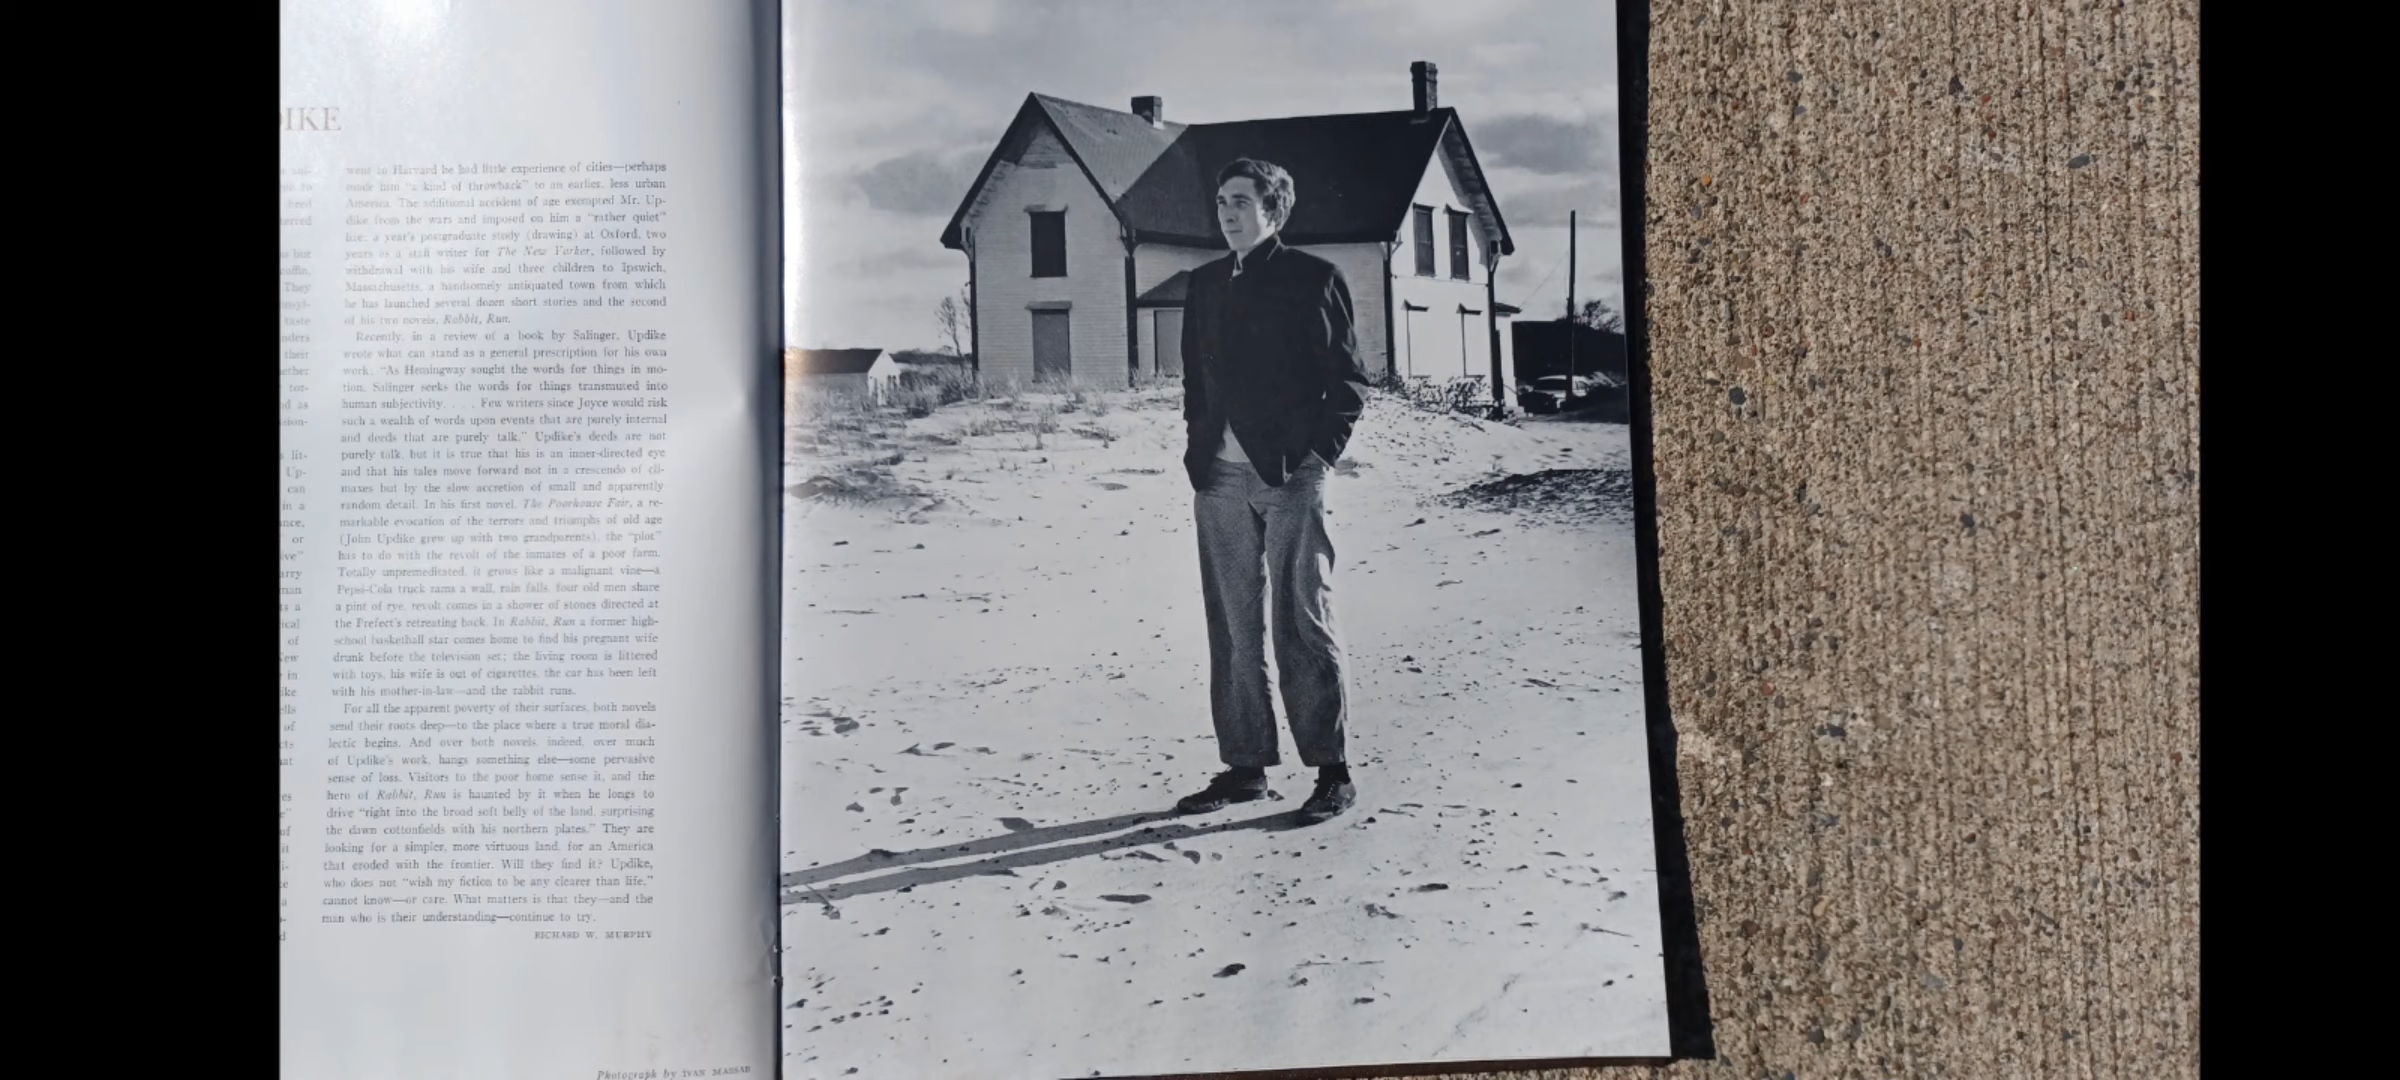 IKE
went to Harvard he had little experience of cities—perhaps
made him "a kind of throwback" to an earlier, less urban
America. The additional accident of age exempted Mr. Up-
dike from the wars and imposed on him a "rather quiet"
life: a year's postgraduate study (drawing) at Oxford, two
years as a staff writer for The New Yorker, followed by
withdrawal with his wife and three children to Ipswich,
Massachusetts, a handsomely antiquated town from which
he has launched several dozen short stories and the second
of his two novels, Rabbit, Run.
Recently, in a review of a book by Salinger, Updike
wrote what can stand as a general prescription for his own
work: "As Hemingway sought the words for things in mo-
tion, Salinger seeks the words for things transmuted into
human subjectivity. . . . Few writers since Joyce would risk
such a wealth of words upon events that are purely internal
and deeds that are purely talk." Updike's deeds are not
purely talk, but it is true that his is an inner-directed eye
and that his tales move forward not in a crescendo of cli-
maxes but by the slow accretion of small and apparently
random detail. In his first novel, The Poorhouse Fair, a re-
markable evocation of the terrors and triumphs of old age
(John Updike grew up with two grandparents), the "plot"
has to do with the revolt of the inmates of a poor farm.
Totally unpremeditated, it grows like a malignant vine—a
Pepsi-Cola truck rams a wall, rain falls, four old men share
a pint of rye, revolt comes in a shower of stones directed at
the Prefect's retreating back. In Rabbit, Run a former high-
school basketball star comes home to find his pregnant wife
drunk before the television set; the living room is littered
with toys, his wife is out of cigarettes, the car has been left
with his mother-in-law—and the rabbit runs.
For all the apparent poverty of their surfaces, both novels
send their roots deep—to the place where a true moral dia-
lectic begins. And over both novels, indeed, over much
of Updike's work, hangs something else—some pervasive
sense of loss. Visitors to the poor home sense it, and the
hero of Rabbit, Run is haunted by it when he longs to
drive "right into the broad soft belly of the land, surprising
the dawn cottonfields with his northern plates." They are
looking for a simpler, more virtuous land, for an America
that eroded with the frontier. Will they find it? Updike,
who does not "wish my fiction to be any clearer than life,"
cannot know—or care. What matters is that they—and the
man who is their understanding—continue to try.
RICHARD W. MURPHY
Photograph by IVAN MASSAR